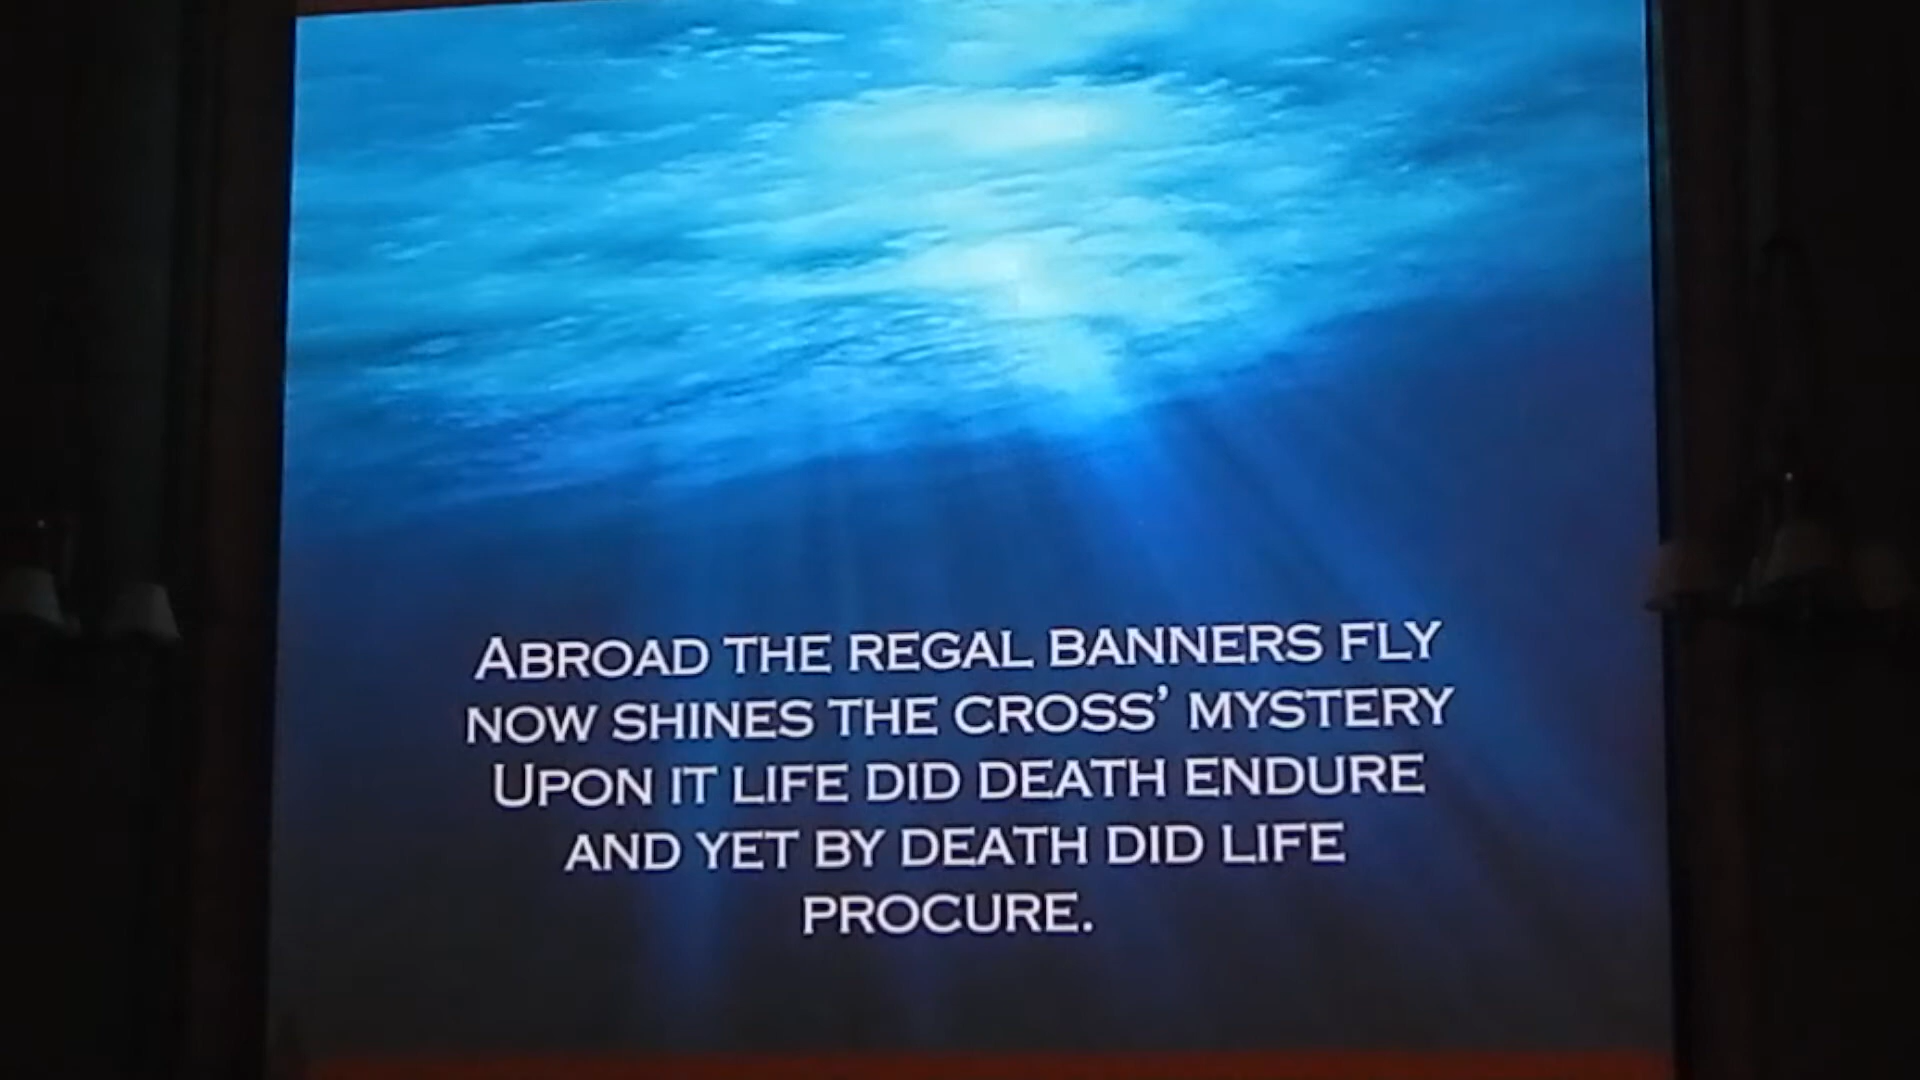 ABROAD THE REGAL BANNERS FLY
NOW SHINES THE CROSS’ MYSTERY
UPON IT LIFE DID DEATH ENDURE
AND YET BY DEATH DID LIFE
PROCURE.